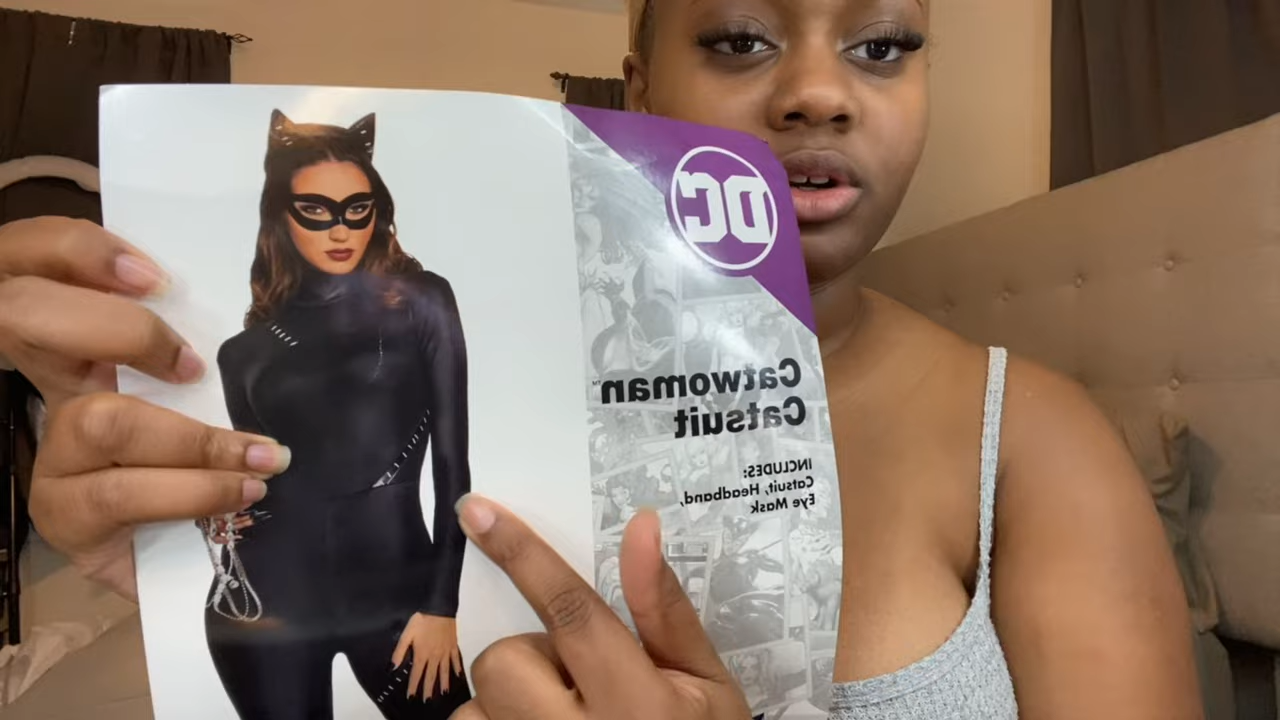 DC
Catwoman™
Catsuit
INCLUDES:
Catsuit, Headband,
Eye Mask